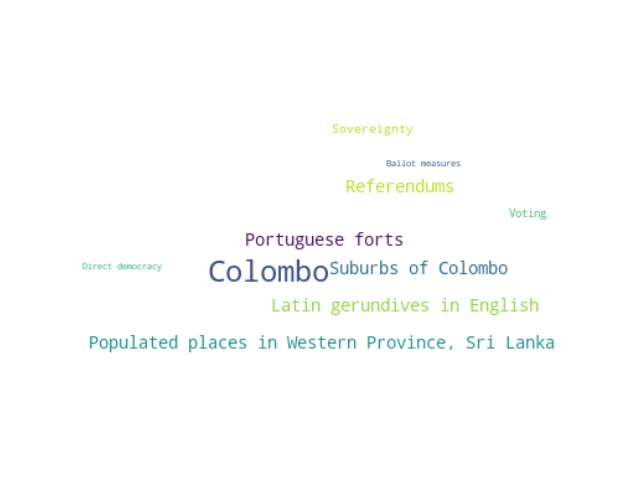 Sovereignty
Ballot measures
Referendums
Voting
Portuguese forts
Direct democracy
Colombo
Suburbs of Colombo
Latin gerundives in English
Populated places in Western Province, Sri Lanka